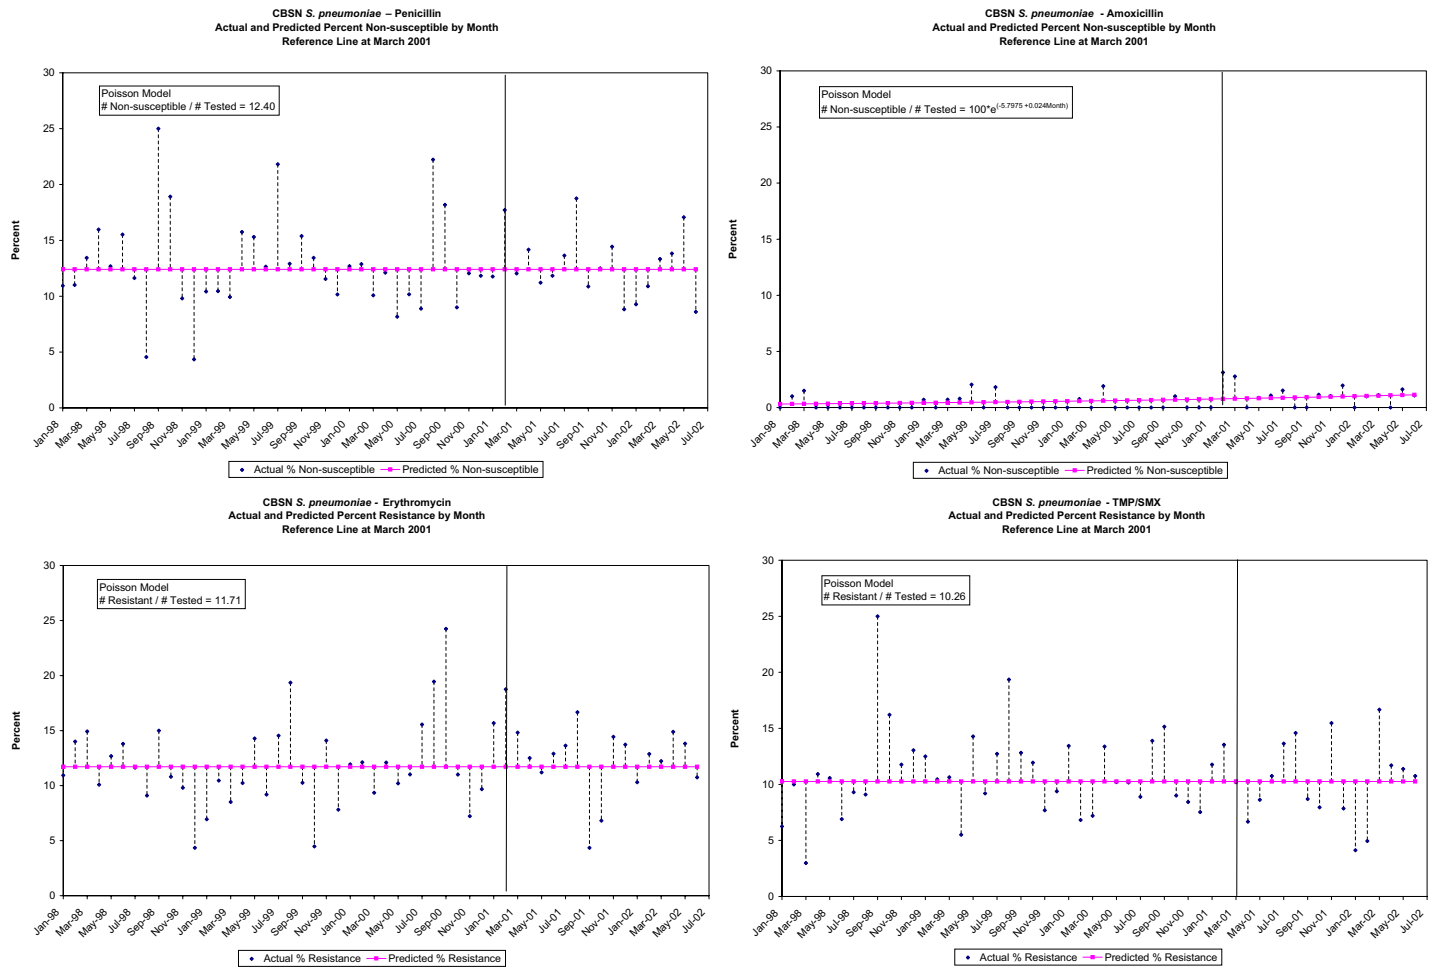 CBSN S. pneumoniae – Penicillin
Actual and Predicted Percent Non-susceptible by Month
Reference Line at March 2001
30
25
20
15
10
5
0
Percent
Poisson Model
# Non-susceptible / # Tested = 12.40
Jan-98
Mar-98
May-98
Jul-98
Sep-98
Nov-98
Jan-99
Mar-99
May-99
Jul-99
Sep-99
Nov-99
Jan-00
Mar-00
May-00
Jul-00
Sep-00
Nov-00
Jan-01
Mar-01
May-01
Jul-01
Sep-01
Nov-01
Jan-02
Mar-02
May-02
Jul-02
Actual % Non-susceptible Predicted % Non-susceptible
CBSN S. pneumoniae - Amoxicillin
Actual and Predicted Percent Non-susceptible by Month
Reference Line at March 2001
30
25
20
15
10
5
0
Percent
Poisson Model
# Non-susceptible / # Tested = 100*e(-5.7975 +0.024Month)
Jan-98
Mar-98
May-98
Jul-98
Sep-98
Nov-98
Jan-99
Mar-99
May-99
Jul-99
Sep-99
Nov-99
Jan-00
Mar-00
May-00
Jul-00
Sep-00
Nov-00
Jan-01
Mar-01
May-01
Jul-01
Sep-01
Nov-01
Jan-02
Mar-02
May-02
Jul-02
Actual % Non-susceptible Predicted % Non-susceptible
CBSN S. pneumoniae - Erythromycin
Actual and Predicted Percent Resistance by Month
Reference Line at March 2001
30
25
20
15
10
5
0
Percent
Poisson Model
# Resistant / # Tested = 11.71
Jan-98
Mar-98
May-98
Jul-98
Sep-98
Nov-98
Jan-99
Mar-99
May-99
Jul-99
Sep-99
Nov-99
Jan-00
Mar-00
May-00
Jul-00
Sep-00
Nov-00
Jan-01
Mar-01
May-01
Jul-01
Sep-01
Nov-01
Jan-02
Mar-02
May-02
Jul-02
Actual % Resistance Predicted % Resistance
CBSN S. pneumoniae - TMP/SMX
Actual and Predicted Percent Resistance by Month
Reference Line at March 2001
30
25
20
15
10
5
0
Percent
Poisson Model
# Resistant / # Tested = 10.26
Jan-98
Mar-98
May-98
Jul-98
Sep-98
Nov-98
Jan-99
Mar-99
May-99
Jul-99
Sep-99
Nov-99
Jan-00
Mar-00
May-00
Jul-00
Sep-00
Nov-00
Jan-01
Mar-01
May-01
Jul-01
Sep-01
Nov-01
Jan-02
Mar-02
May-02
Jul-02
Actual % Resistance Predicted % Resistance